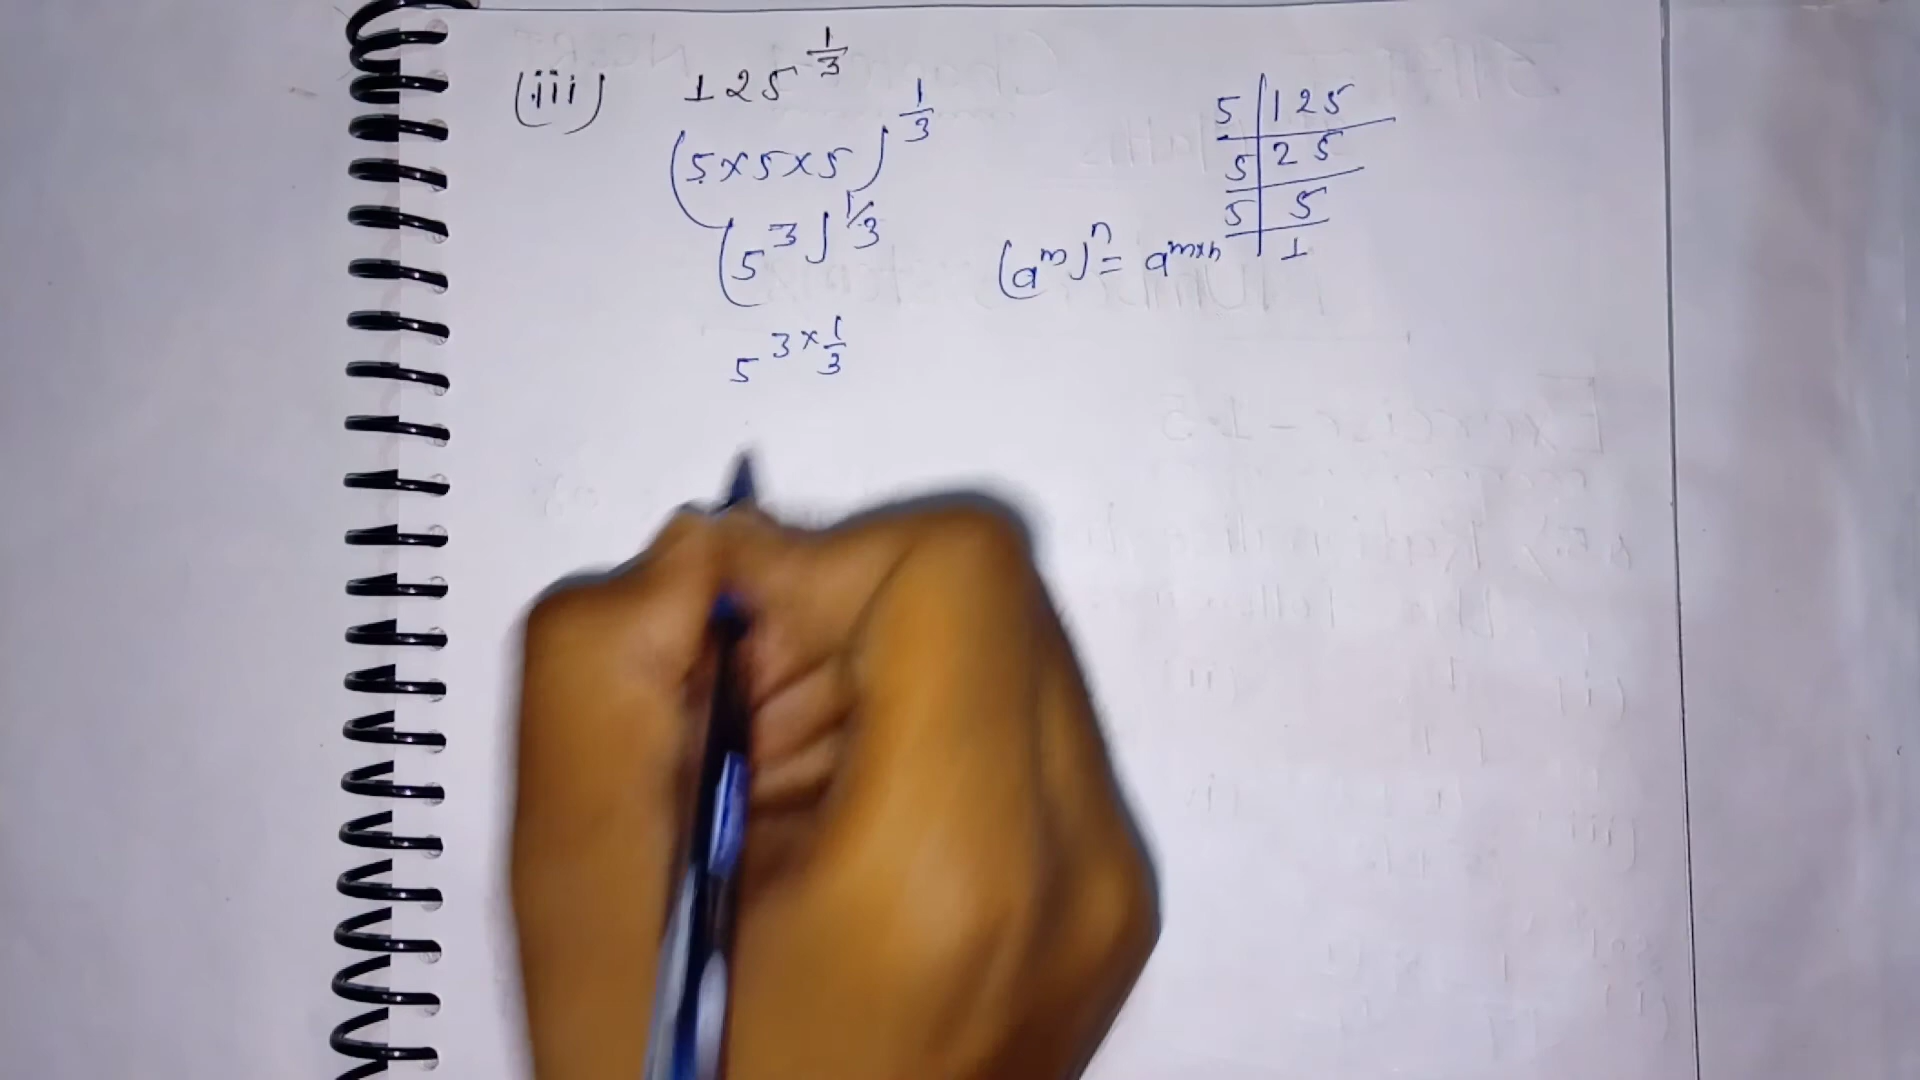 (iii) 125^1/3
(5×5×5)^1/3
(5^3)^1/3
(a^m)^n = a^m×n
5^3×1/3
5 | 125
5 | 25
5 | 5
1